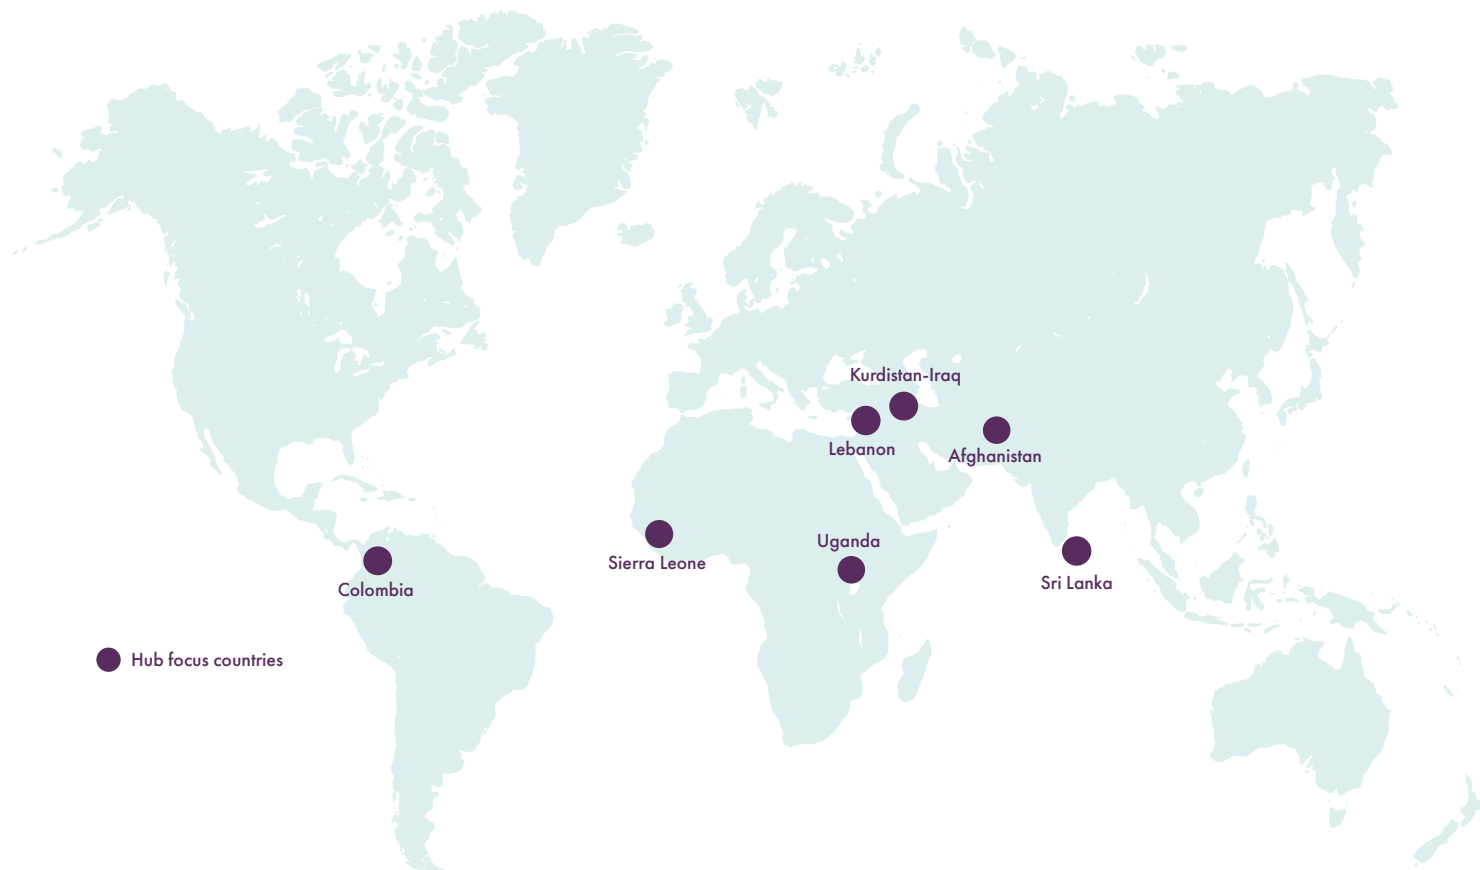 Kurdistan-Iraq
Lebanon
Afghanistan
Uganda
Sierra Leone
Sri Lanka
Colombia
Hub focus countries